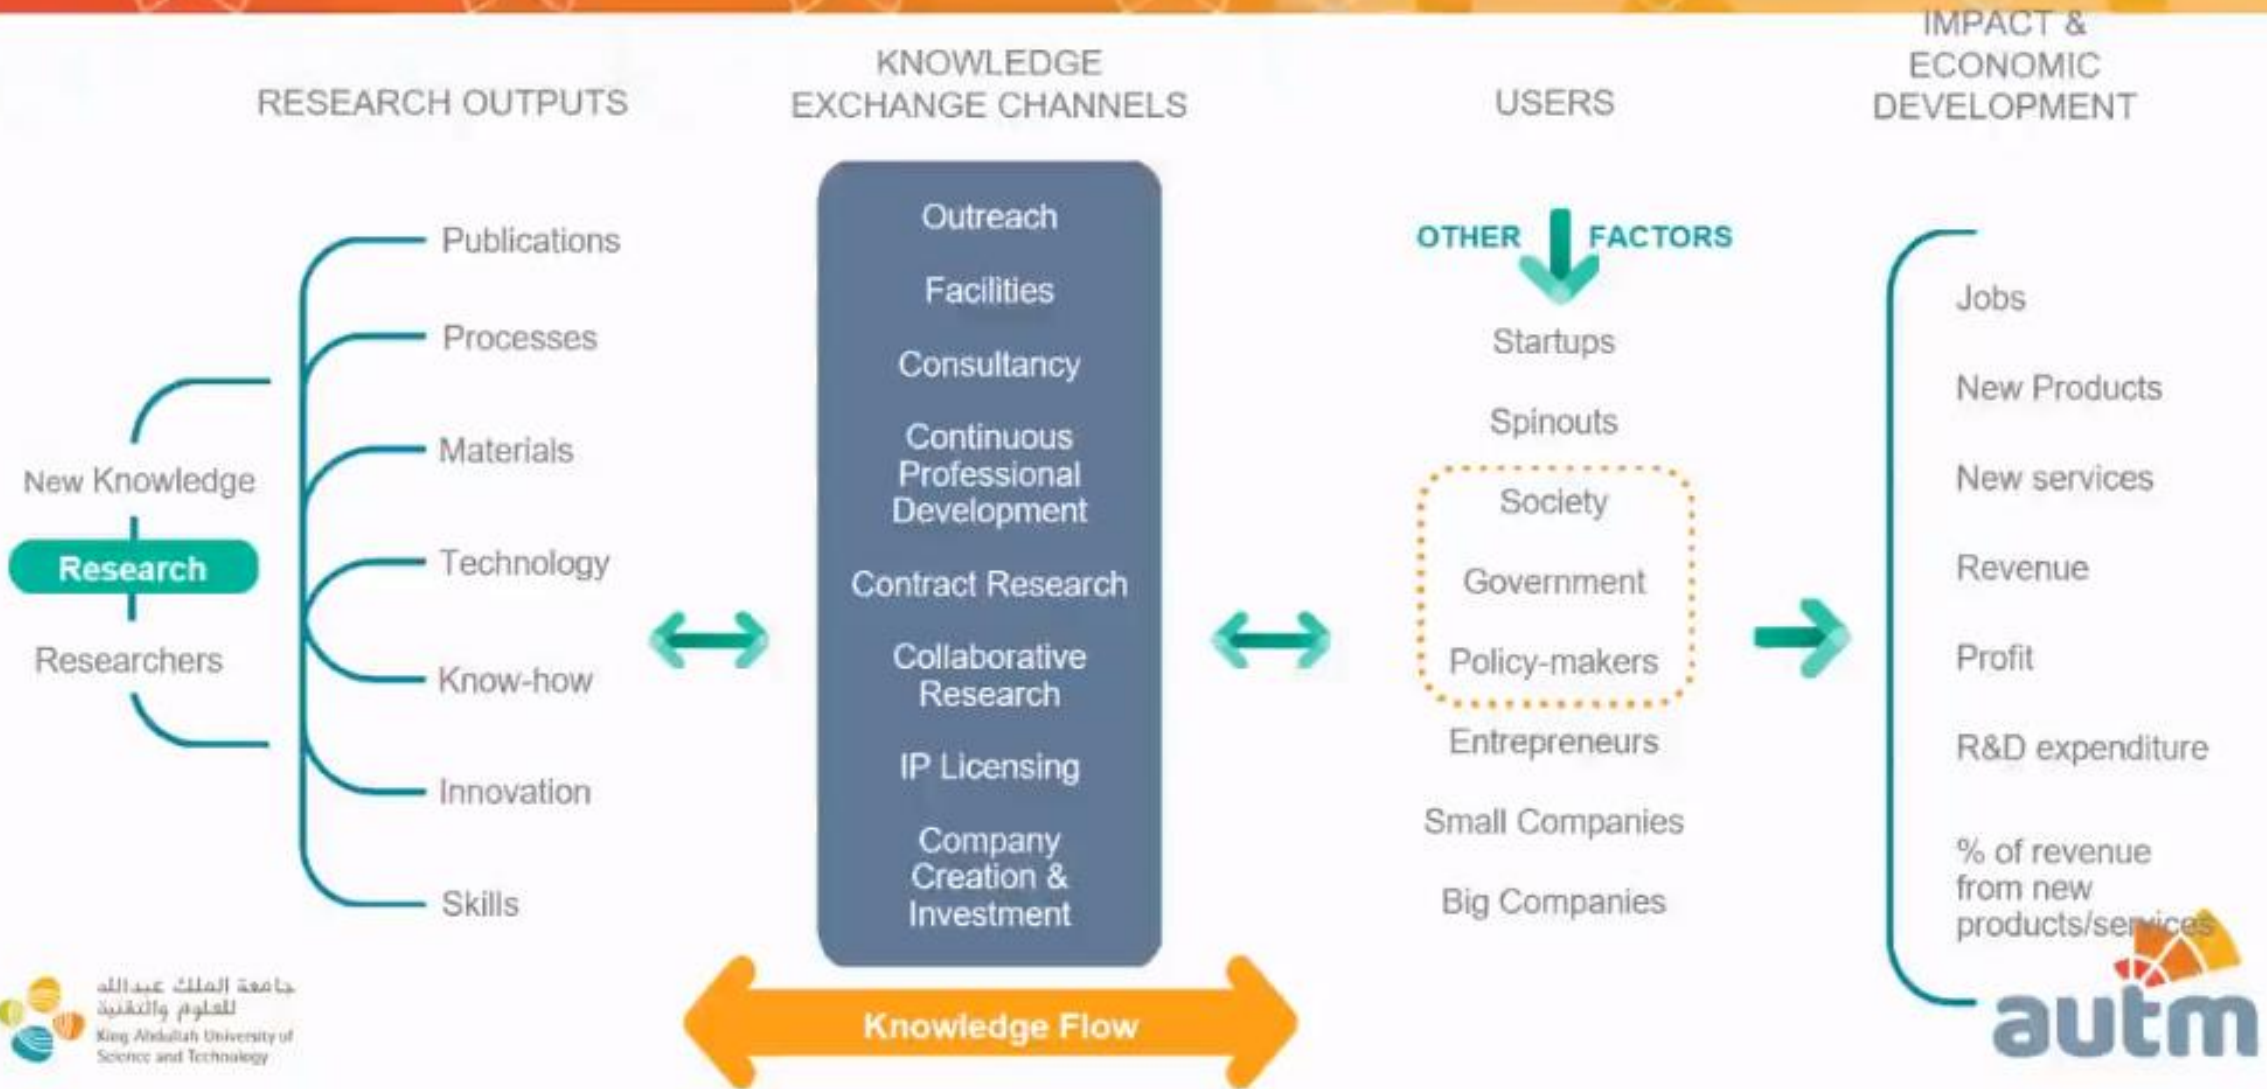 RESEARCH OUTPUTS
KNOWLEDGE
EXCHANGE CHANNELS
USERS
IMPACT &
ECONOMIC
DEVELOPMENT
New Knowledge
Research
Researchers
Publications
Processes
Materials
Technology
Know-how
Innovation
Skills
Outreach
Facilities
Consultancy
Continuous
Professional
Development
Contract Research
Collaborative
Research
IP Licensing
Company
Creation &
Investment
Knowledge Flow
OTHER FACTORS
Startups
Spinouts
Society
Government
Policy-makers
Entrepreneurs
Small Companies
Big Companies
Jobs
New Products
New services
Revenue
Profit
R&D expenditure
% of revenue
from new
products/services
جامعة الملك عبدالله
للعلوم والتقنية
King Abdullah University of
Science and Technology
autm